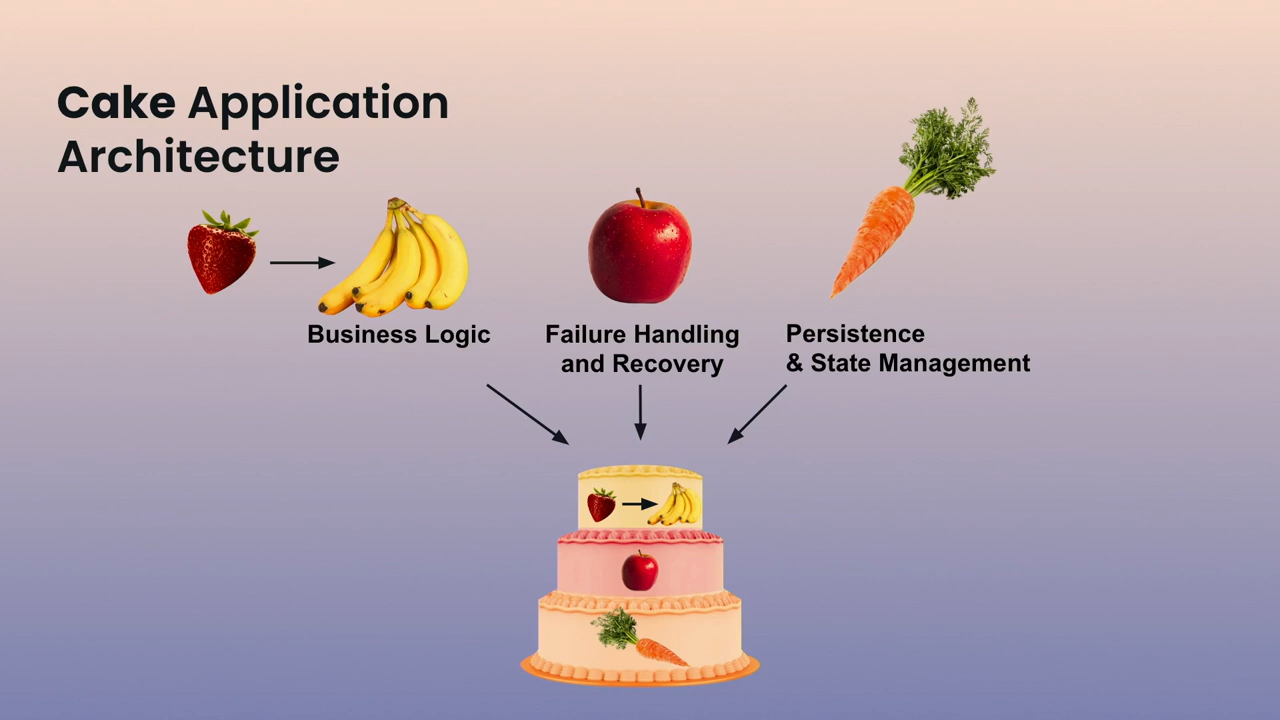 Cake Application
Architecture
Business Logic
Failure Handling
and Recovery
Persistence
& State Management